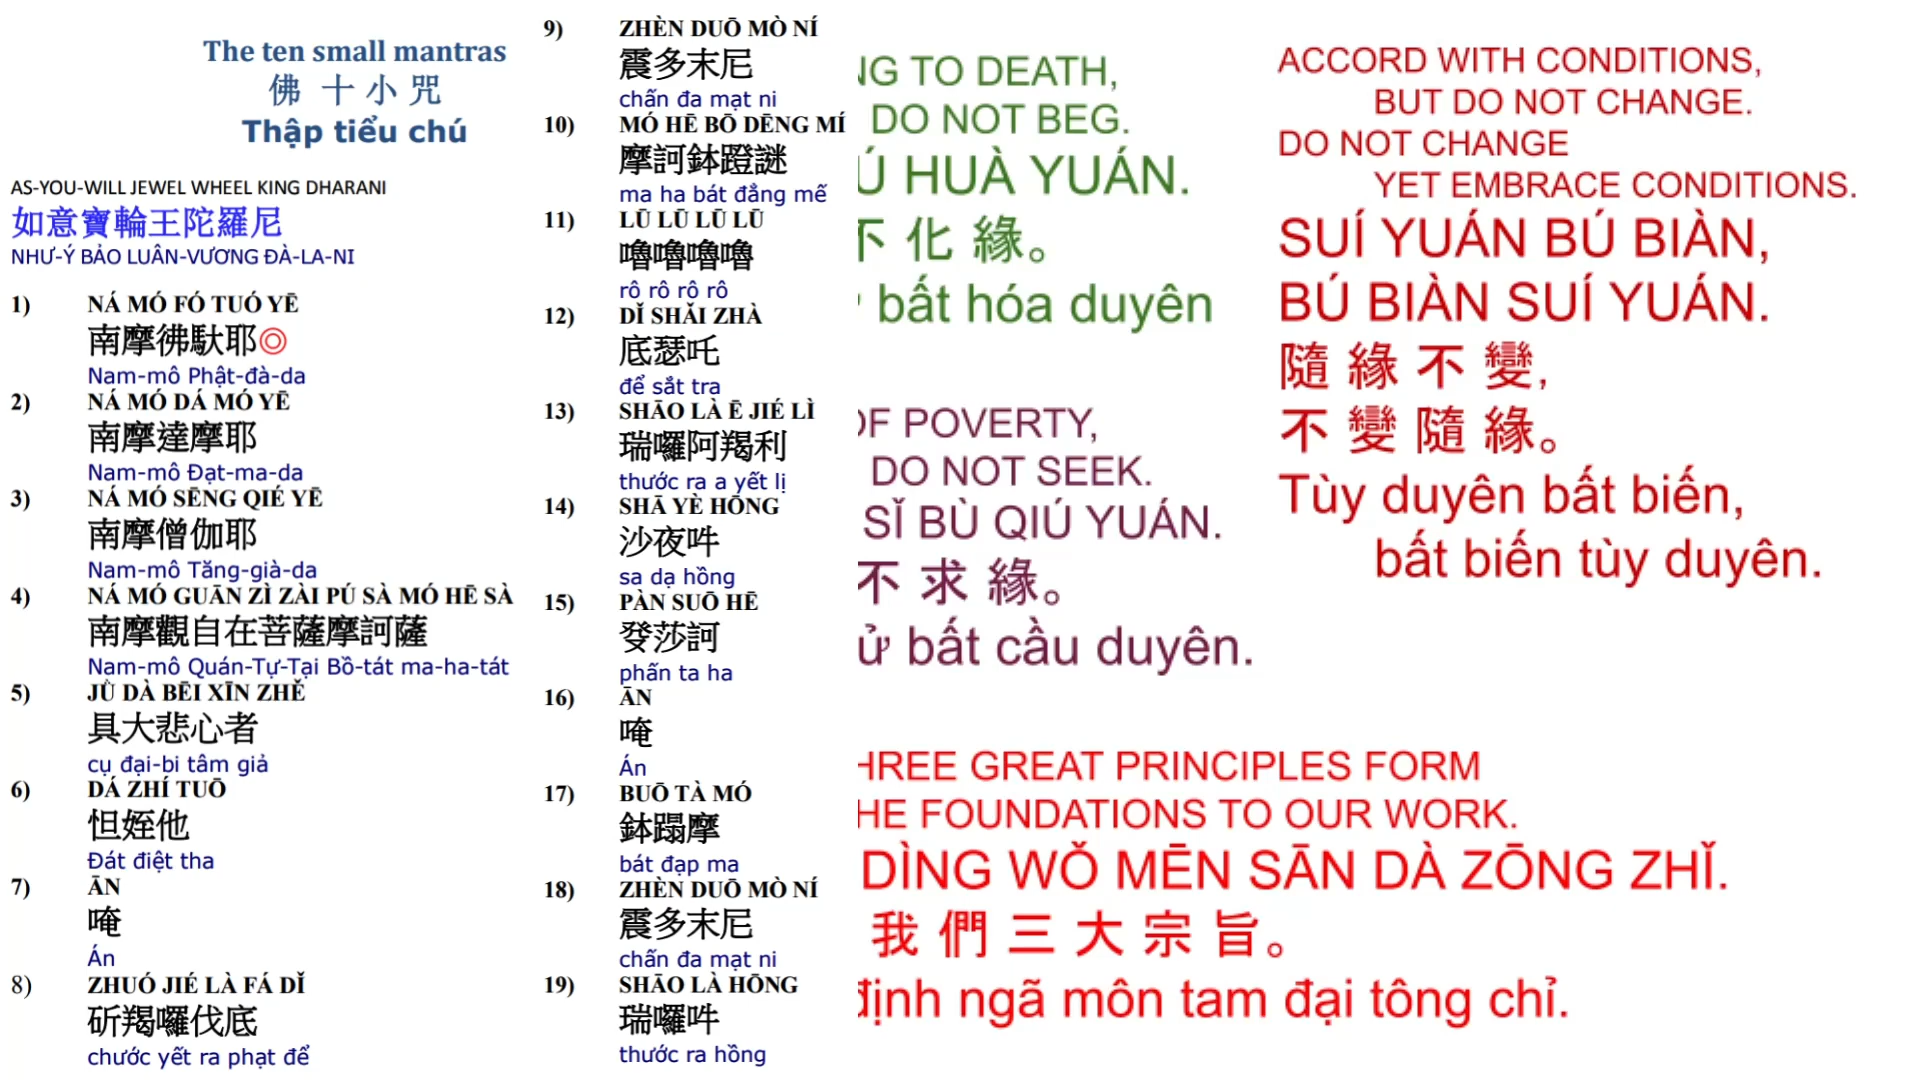 The ten small mantras
佛 十 小 咒
Thập tiểu chú
AS-YOU-WILL JEWEL WHEEL KING DHARANI
如意寶輪王陀羅尼
NHƯ-Ý BẢO LUÂN-VƯƠNG ĐÀ-LA-NI
1) NÁ MÓ FÓ TUÓ YĒ
南摩彿馱耶◎
Nam-mô Phật-đà-da
2) NÁ MÓ DÁ MÓ YĒ
南摩達摩耶
Nam-mô Đạt-ma-da
3) NÁ MÓ SĒNG QIÉ YĒ
南摩僧伽耶
Nam-mô Tăng-già-da
4) NÁ MÓ GUĀN ZÌ ZÀI PÚ SÀ MÓ HĒ SÀ
南摩觀自在菩薩摩訶薩
Nam-mô Quán-Tự-Tại Bồ-tát ma-ha-tát
5) JÙ DÀ BĒI XĪN ZHĚ
具大悲心者
cụ đại-bi tâm giả
6) DÁ ZHÍ TUŌ
怛姪他
Đát điệt tha
7) ĀN
唵
Án
8) ZHUÓ JIÉ LÀ FÁ DǏ
斫羯囉伐底
chước yết ra phạt để
9) ZHÈN DUŌ MÒ NÍ
震多末尼
chấn đa mạt ni
10) MÓ HĒ BŌ DĒNG MÍ
摩訶鉢蹬謎
ma ha bát đẳng mế
11) LŪ LŪ LŪ LŪ
嚕嚕嚕嚕
rô rô rô rô
12) DǏ SHǍI ZHÀ
底瑟吒
để sắt tra
13) SHĀO LÀ Ē JIÉ LÌ
瑞囉阿羯利
thước ra a yết lị
14) SHĀ YÈ HŌNG
沙夜吽
sa dạ hồng
15) PÀN SUŌ HĒ
發莎訶
phấn ta ha
16) ĀN
唵
Án
17) BUŌ TÀ MÓ
鉢蹋摩
bát đạp ma
18) ZHÈN DUŌ MÒ NÍ
震多末尼
chấn đa mạt ni
19) SHĀO LÀ HŌNG
瑞囉吽
thước ra hồng
NG TO DEATH,
DO NOT BEG.
Ú HUÀ YUÁN.
不 化 緣。
bất hóa duyên
OF POVERTY,
DO NOT SEEK.
SǏ BÙ QIÚ YUÁN.
不 求 緣。
ử bất cầu duyên.
ACCORD WITH CONDITIONS,
BUT DO NOT CHANGE.
DO NOT CHANGE
YET EMBRACE CONDITIONS.
SUÍ YUÁN BÚ BIÀN,
BÚ BIÀN SUÍ YUÁN.
隨 緣 不 變,
不 變 隨 緣。
Tùy duyên bất biến,
bất biến tùy duyên.
HREE GREAT PRINCIPLES FORM
HE FOUNDATIONS TO OUR WORK.
DÌNG WǑ MĒN SĀN DÀ ZŌNG ZHǏ.
我 們 三 大 宗 旨。
định ngã môn tam đại tông chỉ.